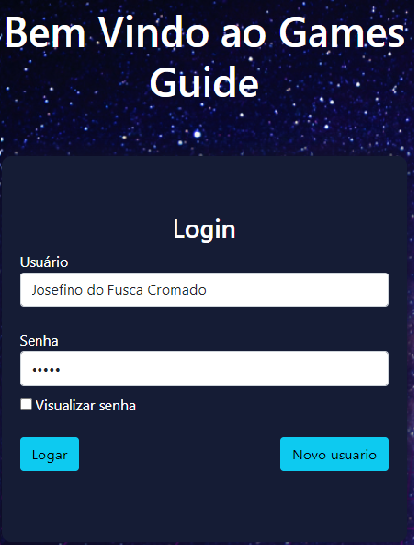 Bem Vindo ao Games
Guide
Login
Usuário
Josefino do Fusca Cromado
Senha
•••••
Visualizar senha
Logar
Novo usuario